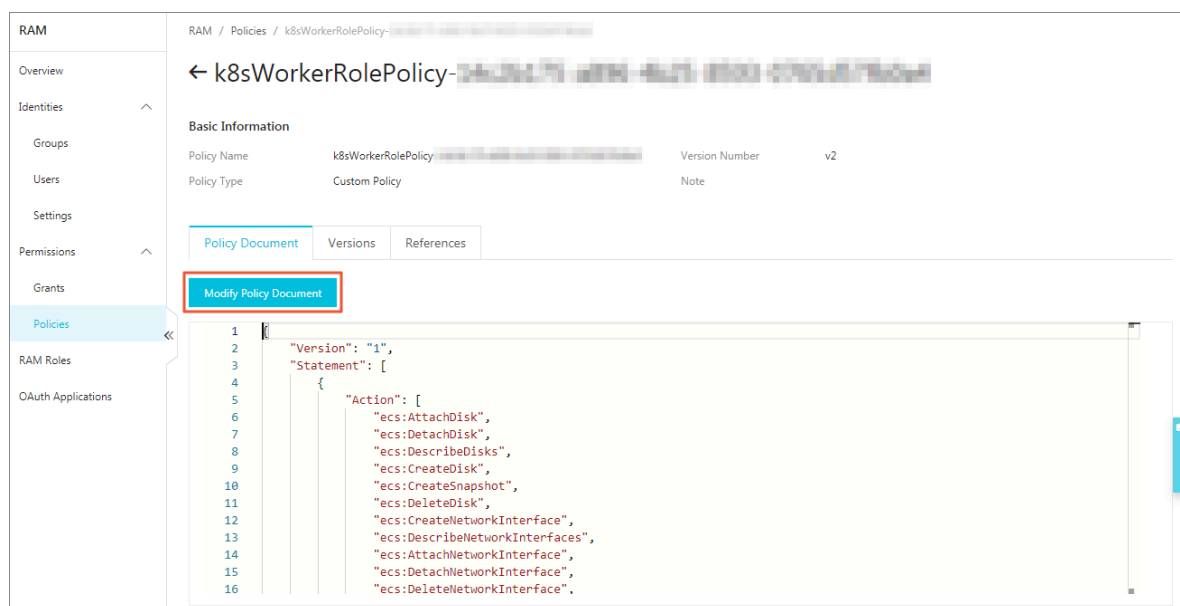 RAM
Overview
Identities
Groups
Users
Settings
Permissions
Grants
Policies
RAM Roles
OAuth Applications
RAM / Policies / k8sWorkerRolePolicy-
← k8sWorkerRolePolicy-
Basic Information
Policy Name k8sWorkerRolePolicy- Version Number v2
Policy Type Custom Policy Note
Policy Document Versions References
Modify Policy Document
1 {
2 "Version": "1",
3 "Statement": [
4 {
5 "Action": [
6 "ecs:AttachDisk",
7 "ecs:DetachDisk",
8 "ecs:DescribeDisks",
9 "ecs:CreateDisk",
10 "ecs:CreateSnapshot",
11 "ecs:DeleteDisk",
12 "ecs:CreateNetworkInterface",
13 "ecs:DescribeNetworkInterfaces",
14 "ecs:AttachNetworkInterface",
15 "ecs:DetachNetworkInterface",
16 "ecs:DeleteNetworkInterface",